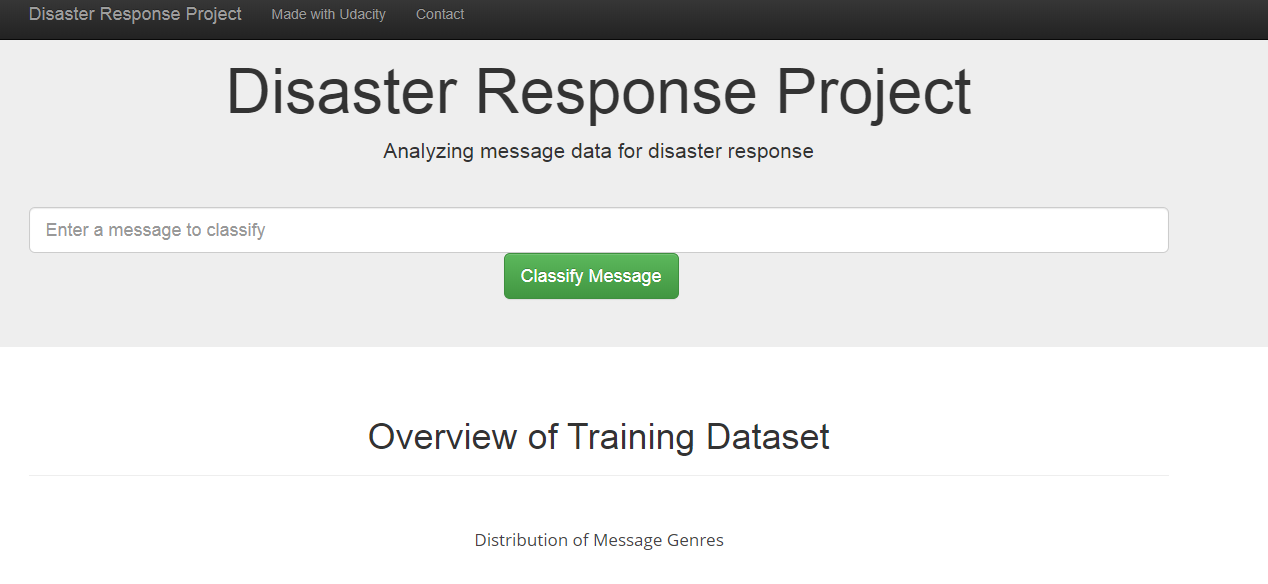 Disaster Response Project Made with Udacity Contact
Disaster Response Project
Analyzing message data for disaster response
Enter a message to classify
Classify Message
Overview of Training Dataset
Distribution of Message Genres